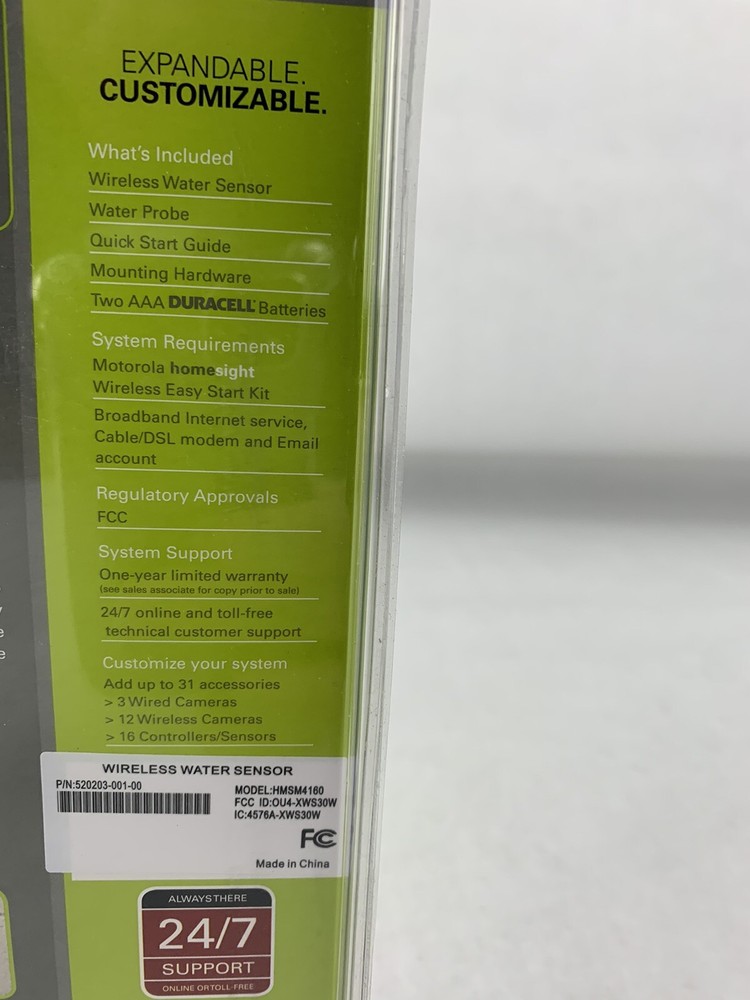 EXPANDABLE.
CUSTOMIZABLE.
What's Included
Wireless Water Sensor
Water Probe
Quick Start Guide
Mounting Hardware
Two AAA DURACELL Batteries
System Requirements
Motorola homesight
Wireless Easy Start Kit
Broadband Internet service,
Cable/DSL modem and Email
account
Regulatory Approvals
FCC
System Support
One-year limited warranty
(see sales associate for copy prior to sale)
24/7 online and toll-free
technical customer support
Customize your system
Add up to 31 accessories
> 3 Wired Cameras
> 12 Wireless Cameras
> 16 Controllers/Sensors
WIRELESS WATER SENSOR
P/N:520203-001-00
MODEL:HMSM4160
FCC ID:OU4-XWS30W
IC:4576A-XWS30W
FC
Made in China
ALWAYS THERE
24/7
SUPPORT
ONLINE OR TOLL-FREE